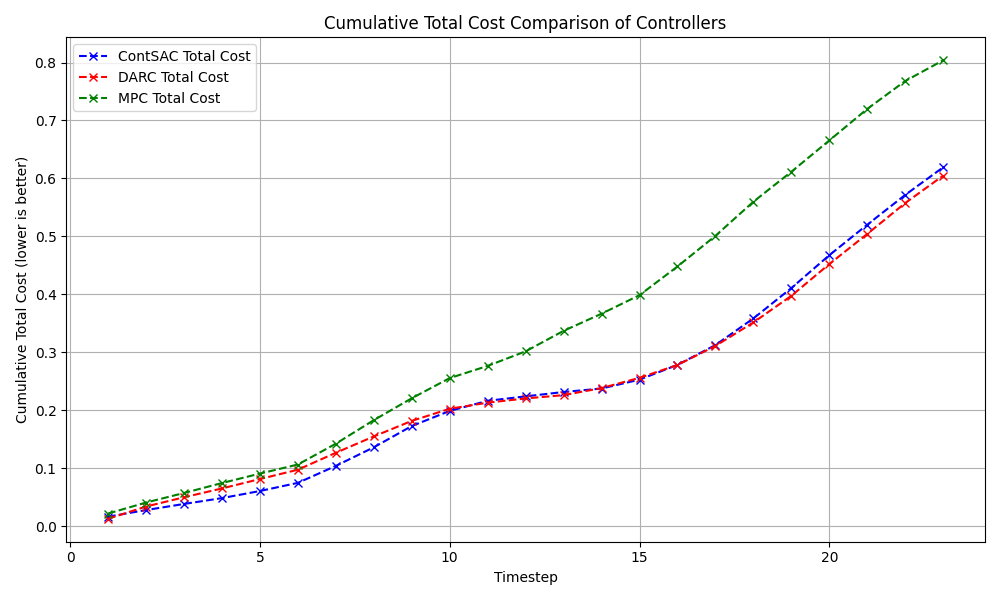 Cumulative Total Cost Comparison of Controllers
ContSAC Total Cost
DARC Total Cost
MPC Total Cost
Cumulative Total Cost (lower is better)
0.8
0.7
0.6
0.5
0.4
0.3
0.2
0.1
0.0
0 5 10 15 20
Timestep